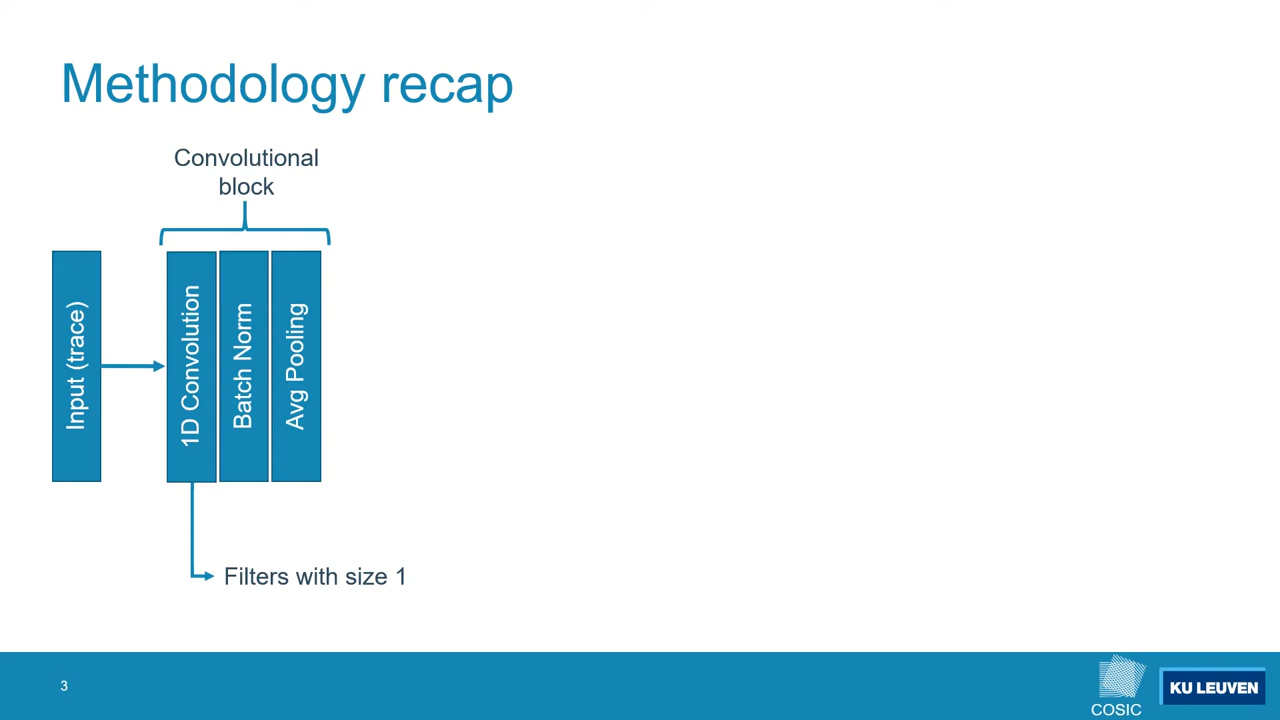 Methodology recap
Convolutional
block
Input (trace)
1D Convolution
Batch Norm
Avg Pooling
Filters with size 1
3
COSIC
KU LEUVEN